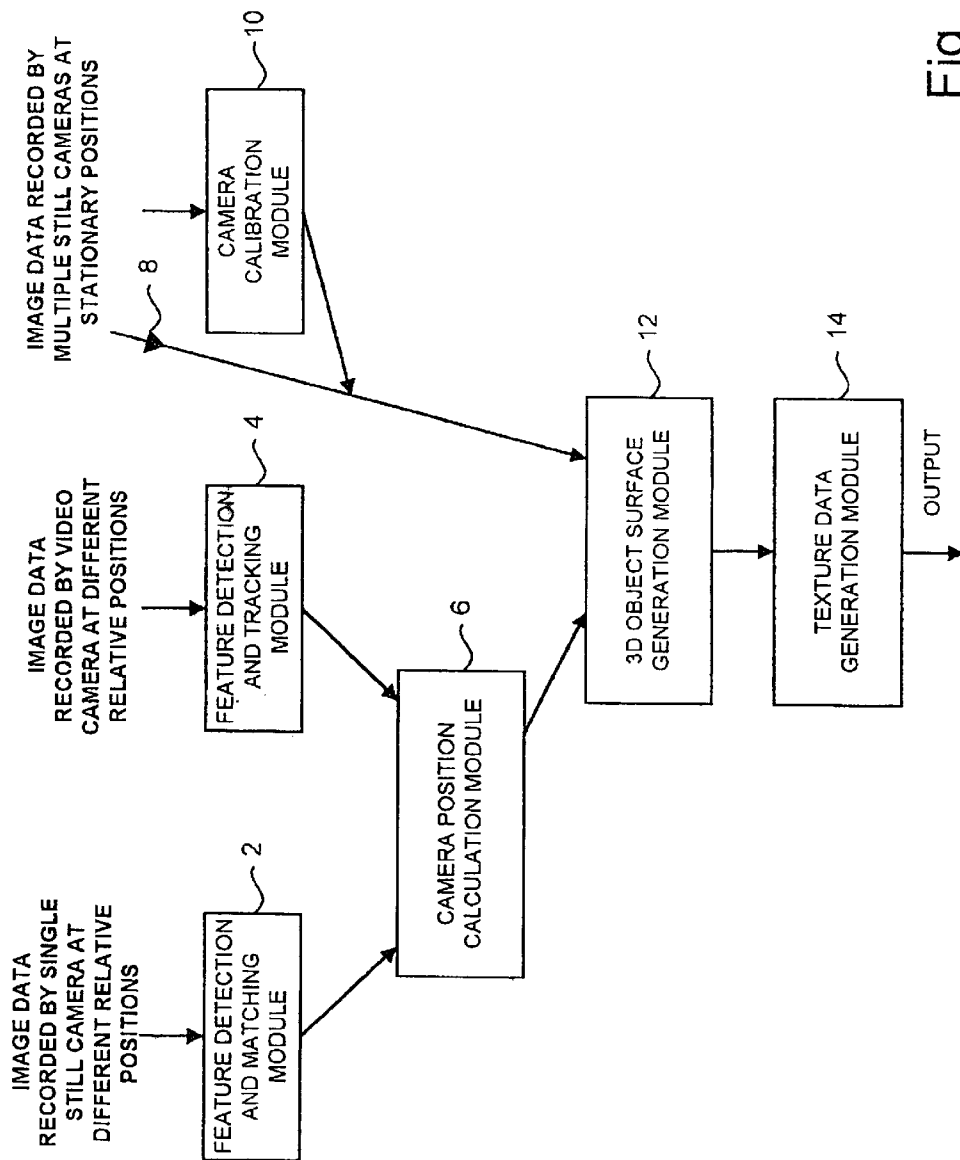 IMAGE DATA
RECORDED BY SINGLE
STILL CAMERA AT
DIFFERENT RELATIVE
POSITIONS
2
FEATURE DETECTION
AND MATCHING
MODULE
IMAGE DATA
RECORDED BY VIDEO
CAMERA AT DIFFERENT
RELATIVE POSITIONS
4
FEATURE DETECTION
AND TRACKING
MODULE
IMAGE DATA RECORDED BY
MULTIPLE STILL CAMERAS AT
STATIONARY POSITIONS
8
10
CAMERA
CALIBRATION
MODULE
6
CAMERA POSITION
CALCULATION MODULE
12
3D OBJECT SURFACE
GENERATION MODULE
14
TEXTURE DATA
GENERATION MODULE
OUTPUT
Fig